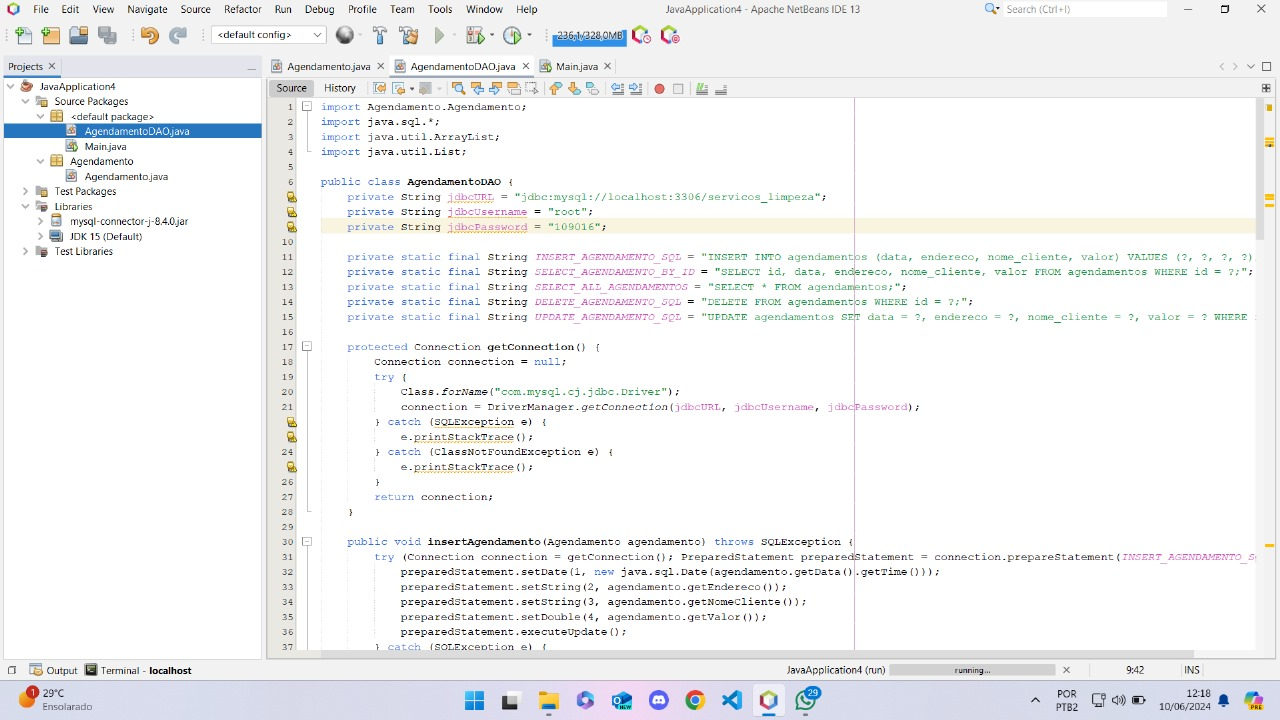 File Edit View Navigate Source Refactor Run Debug Profile Team Tools Window Help
JavaApplication4 - Apache NetBeans IDE 13
Search (Ctrl+I)
<default config>
236,1/328,0MB
Projects
Agendamento.java
AgendamentoDAO.java
Main.java
JavaApplication4
Source Packages
<default package>
AgendamentoDAO.java
Main.java
Agendamento
Agendamento.java
Test Packages
Libraries
mysql-connector-j-8.4.0.jar
JDK 15 (Default)
Test Libraries
Source History
1 import Agendamento.Agendamento;
2 import java.sql.*;
3 import java.util.ArrayList;
4 import java.util.List;
5
6 public class AgendamentoDAO {
private String jdbcURL = "jdbc:mysql://localhost:3306/servicos_limpeza";
private String jdbcUsername = "root";
private String jdbcPassword = "109016";
10
11 private static final String INSERT_AGENDAMENTO_SQL = "INSERT INTO agendamentos (data, endereco, nome_cliente, valor) VALUES (?, ?, ?, ?)
12 private static final String SELECT_AGENDAMENTO_BY_ID = "SELECT id, data, endereco, nome_cliente, valor FROM agendamentos WHERE id = ?;";
13 private static final String SELECT_ALL_AGENDAMENTOS = "SELECT * FROM agendamentos;";
14 private static final String DELETE_AGENDAMENTO_SQL = "DELETE FROM agendamentos WHERE id = ?;";
15 private static final String UPDATE_AGENDAMENTO_SQL = "UPDATE agendamentos SET data = ?, endereco = ?, nome_cliente = ?, valor = ? WHERE
16
17 protected Connection getConnection() {
18 Connection connection = null;
19 try {
20 Class.forName("com.mysql.cj.jdbc.Driver");
21 connection = DriverManager.getConnection(jdbcURL, jdbcUsername, jdbcPassword);
} catch (SQLException e) {
e.printStackTrace();
24 } catch (ClassNotFoundException e) {
e.printStackTrace();
26 }
27 return connection;
28 }
29
30 public void insertAgendamento(Agendamento agendamento) throws SQLException {
31 try (Connection connection = getConnection(); PreparedStatement preparedStatement = connection.prepareStatement(INSERT_AGENDAMENTO_S
32 preparedStatement.setDate(1, new java.sql.Date(agendamento.getData().getTime()));
33 preparedStatement.setString(2, agendamento.getEndereco());
34 preparedStatement.setString(3, agendamento.getNomeCliente());
35 preparedStatement.setDouble(4, agendamento.getValor());
36 preparedStatement.executeUpdate();
37 } catch (SQLException e) {
Output Terminal - localhost
JavaApplication4 (run) running... 9:42 INS
1
29°C
Ensolarado
NEW
29
POR
PTB2
12:18
10/06/2024
PRE